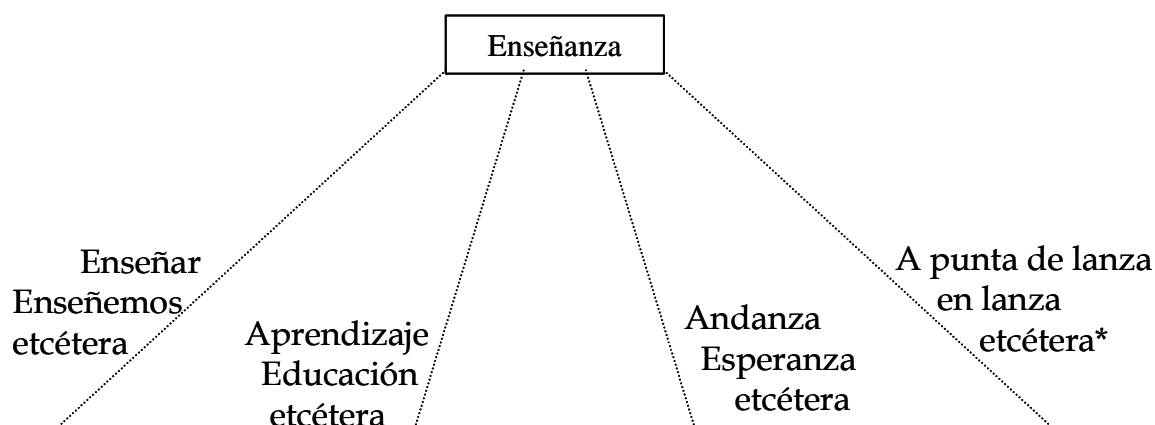 Enseñanza
Enseñar
Enseñemos
etcétera
Aprendizaje
Educación
etcétera
Andanza
Esperanza
etcétera
A punta de lanza
en lanza
etcétera*